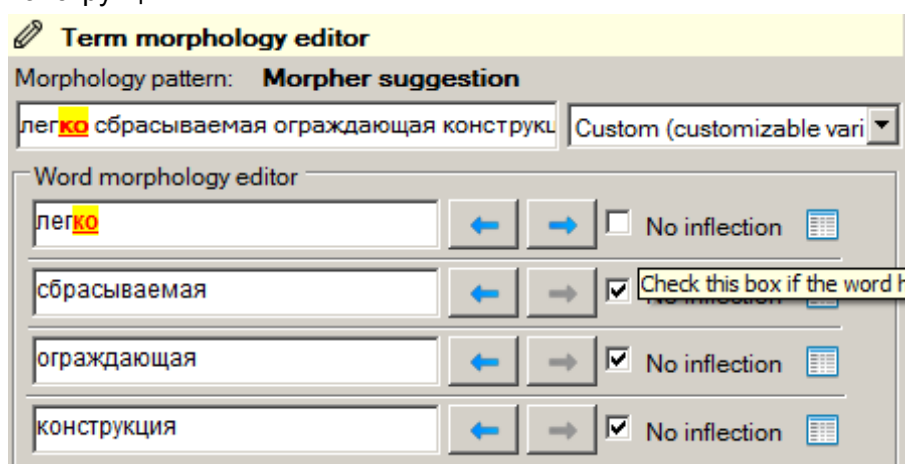 Term morphology editor
Morphology pattern: Morpher suggestion
легко сбрасываемая ограждающая конструкц Custom (customizable vari
Word morphology editor
легко No inflection
сбрасываемая Check this box if the word h
ограждающая No inflection
конструкция No inflection